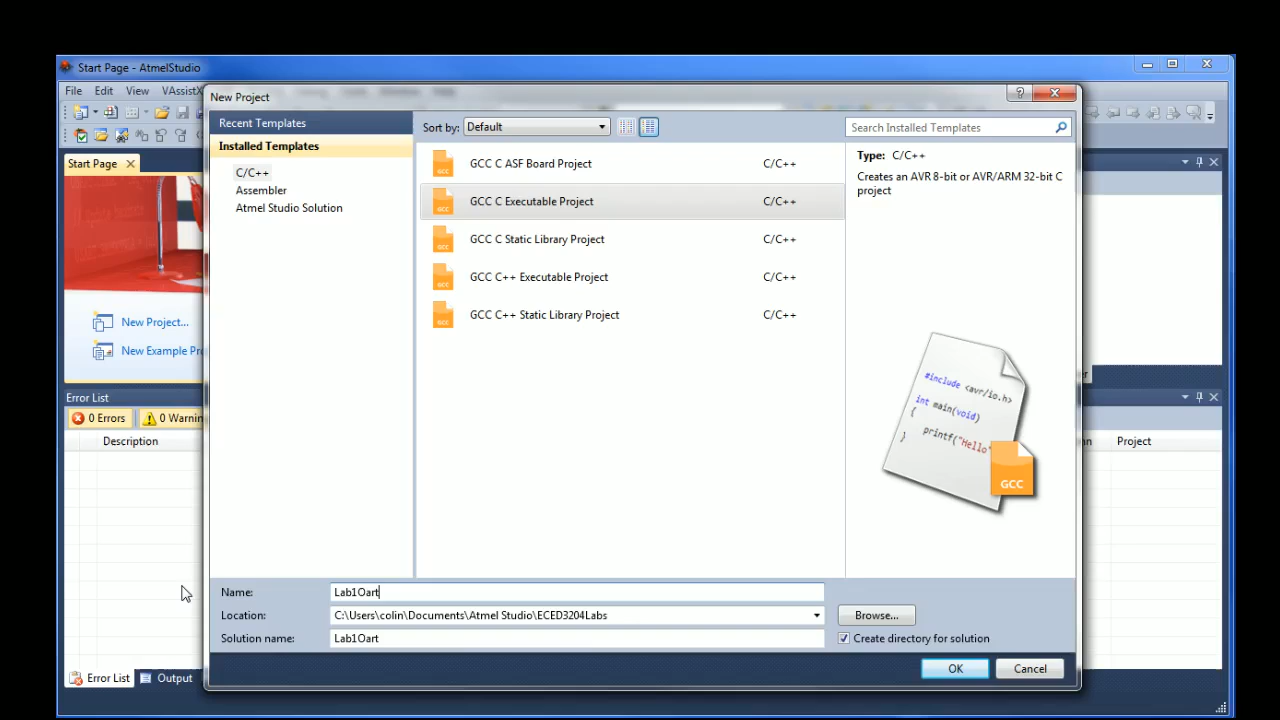 Start Page - AtmelStudio
File Edit View VAssistX
New Project
Start Page
Recent Templates
Installed Templates
C/C++
Assembler
Atmel Studio Solution
Sort by: Default
Search Installed Templates
GCC C ASF Board Project C/C++
GCC C Executable Project C/C++
GCC C Static Library Project C/C++
GCC C++ Executable Project C/C++
GCC C++ Static Library Project C/C++
Type: C/C++
Creates an AVR 8-bit or AVR/ARM 32-bit C
project
#include <avr/io.h>
int main(void)
{
printf("Hello"
}
GCC
New Project...
New Example Pr
Error List
0 Errors 0 Warnin
Description
Project
Name: Lab1Oart
Location: C:\Users\colin\Documents\Atmel Studio\ECED3204Labs
Browse...
Solution name: Lab1Oart
Create directory for solution
OK Cancel
Error List Output